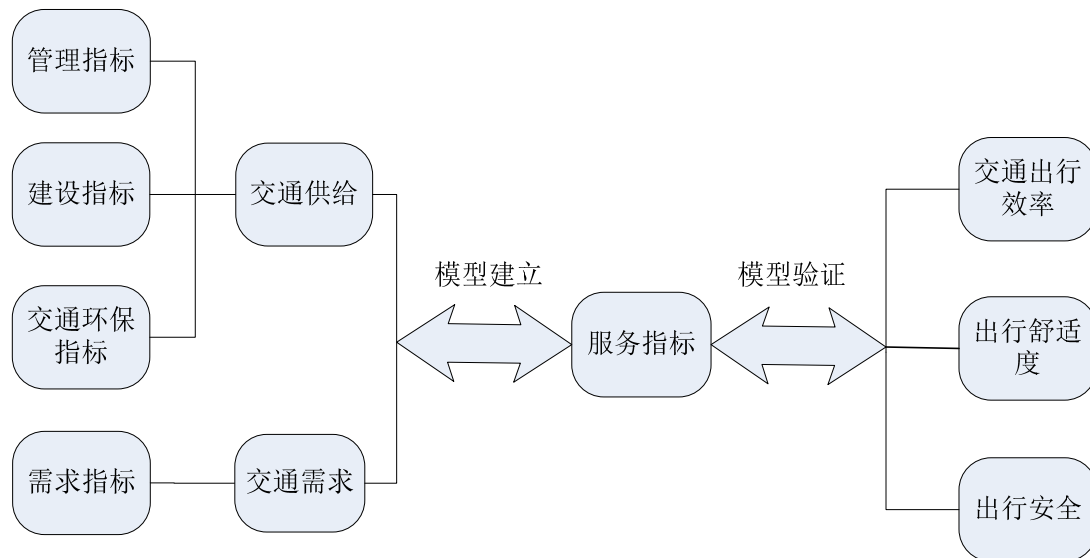 管理指标
建设指标
交通供给
交通环保
指标
需求指标
交通需求
模型建立
服务指标
模型验证
交通出行
效率
出行舒适
度
出行安全